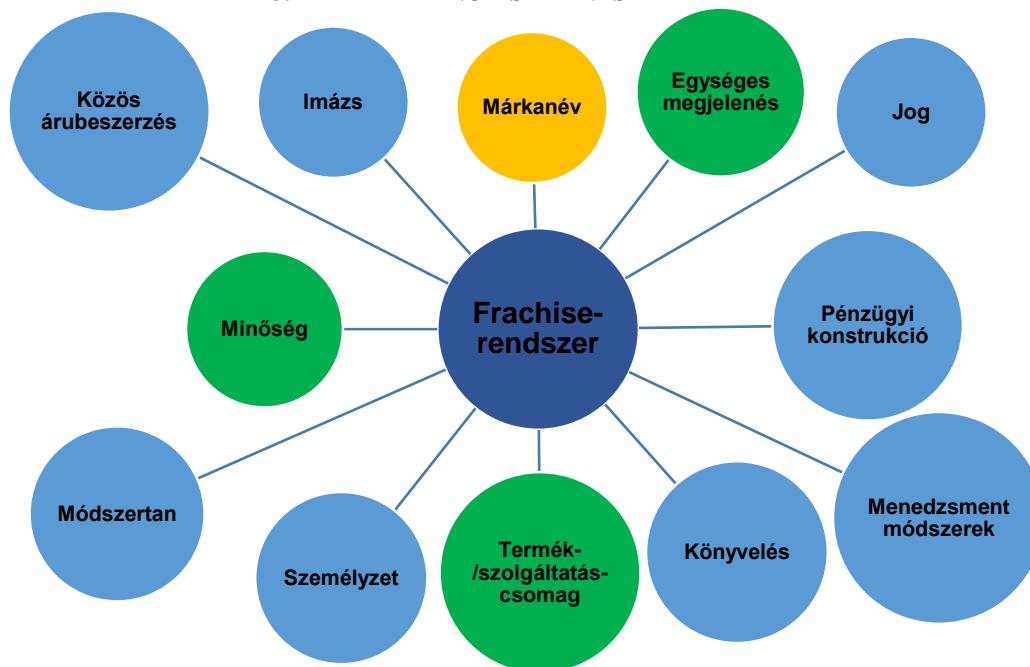 Közös
árubeszerzés
Imázs
Márkanév
Egységes
megjelenés
Jog
Minőség
Frachise-
rendszer
Pénzügyi
konstrukció
Módszertan
Személyzet
Termék-
/szolgáltatás-
csomag
Könyvelés
Menedzsment
módszerek